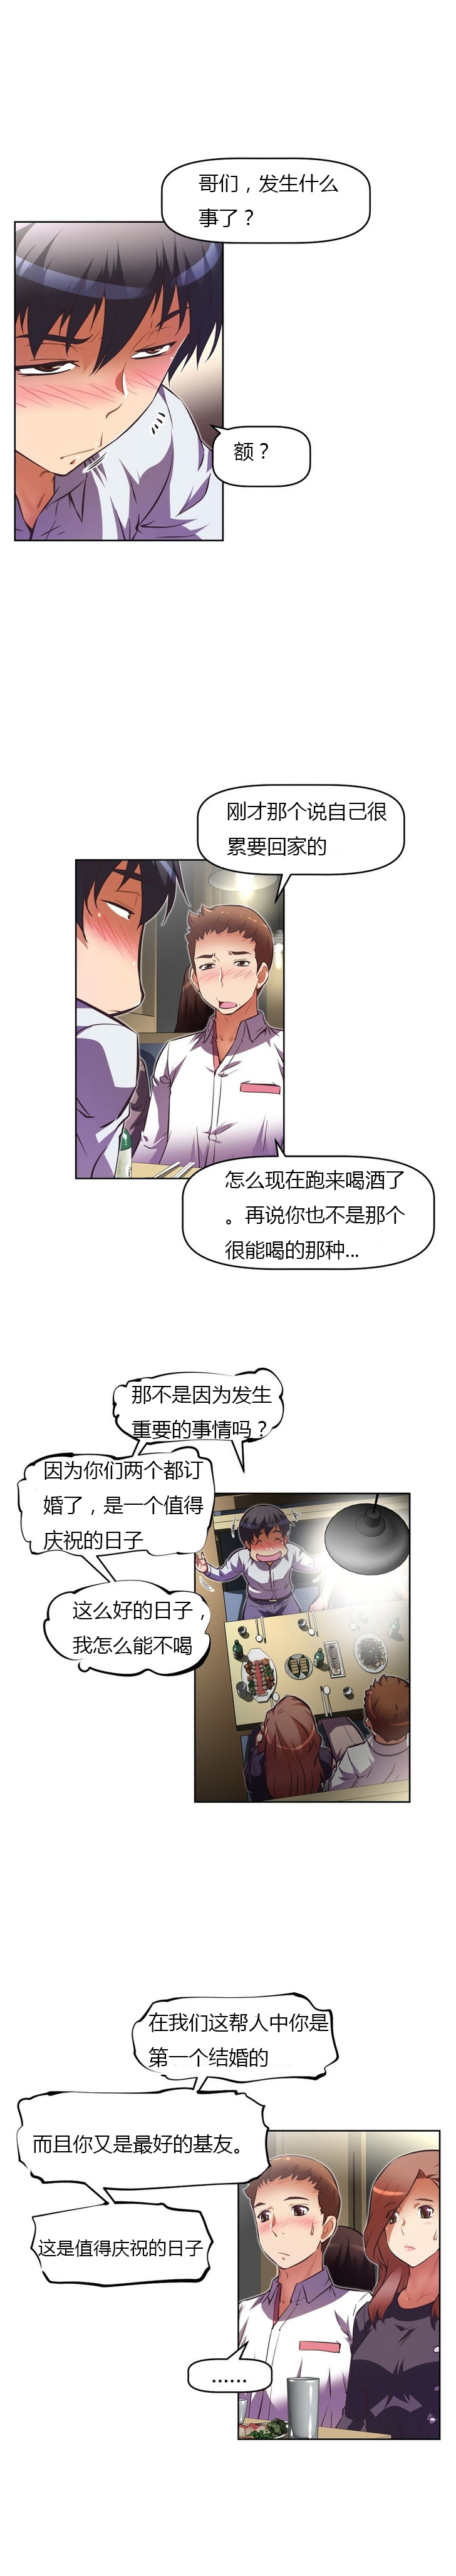 哥们，发生什么
事了？
额？
刚才那个说自己很
累要回家的
怎么现在跑来喝酒了
。再说你也不是那个
很能喝的那种...
那不是因为发生
重要的事情吗？
因为你们两个都订
婚了，是一个值得
庆祝的日子
这么好的日子，
我怎么能不喝
在我们这帮人中你是
第一个结婚的
而且你又是最好的基友。
这是值得庆祝的日子
......